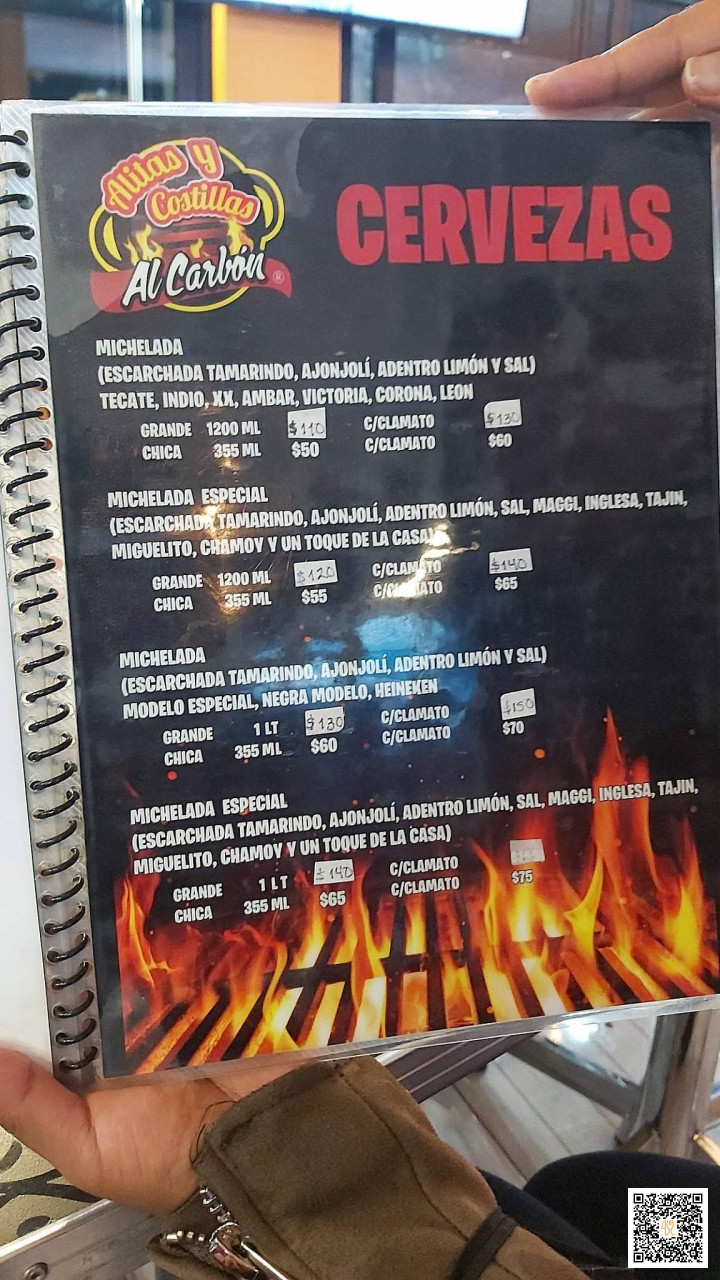 Alitas y
Costillas
Al Carbón ®
CERVEZAS
MICHELADA
(ESCARCHADA TAMARINDO, AJONJOLÍ, ADENTRO LIMÓN Y SAL)
TECATE, INDIO, XX, AMBAR, VICTORIA, CORONA, LEON
GRANDE 1200 ML $110 C/CLAMATO $130
CHICA 355 ML $50 C/CLAMATO $60
MICHELADA ESPECIAL
(ESCARCHADA TAMARINDO, AJONJOLÍ, ADENTRO LIMÓN, SAL, MAGGI, INGLESA, TAJIN,
MIGUELITO, CHAMOY Y UN TOQUE DE LA CASA)
GRANDE 1200 ML $120 C/CLAMATO $140
CHICA 355 ML $55 C/CLAMATO $65
MICHELADA
(ESCARCHADA TAMARINDO, AJONJOLÍ, ADENTRO LIMÓN Y SAL)
MODELO ESPECIAL, NEGRA MODELO, HEINEKEN
GRANDE 1 LT $130 C/CLAMATO $150
CHICA 355 ML $60 C/CLAMATO $70
MICHELADA ESPECIAL
(ESCARCHADA TAMARINDO, AJONJOLÍ, ADENTRO LIMÓN, SAL, MAGGI, INGLESA, TAJIN,
MIGUELITO, CHAMOY Y UN TOQUE DE LA CASA)
GRANDE 1 LT $140 C/CLAMATO
CHICA 355 ML $65 C/CLAMATO $75